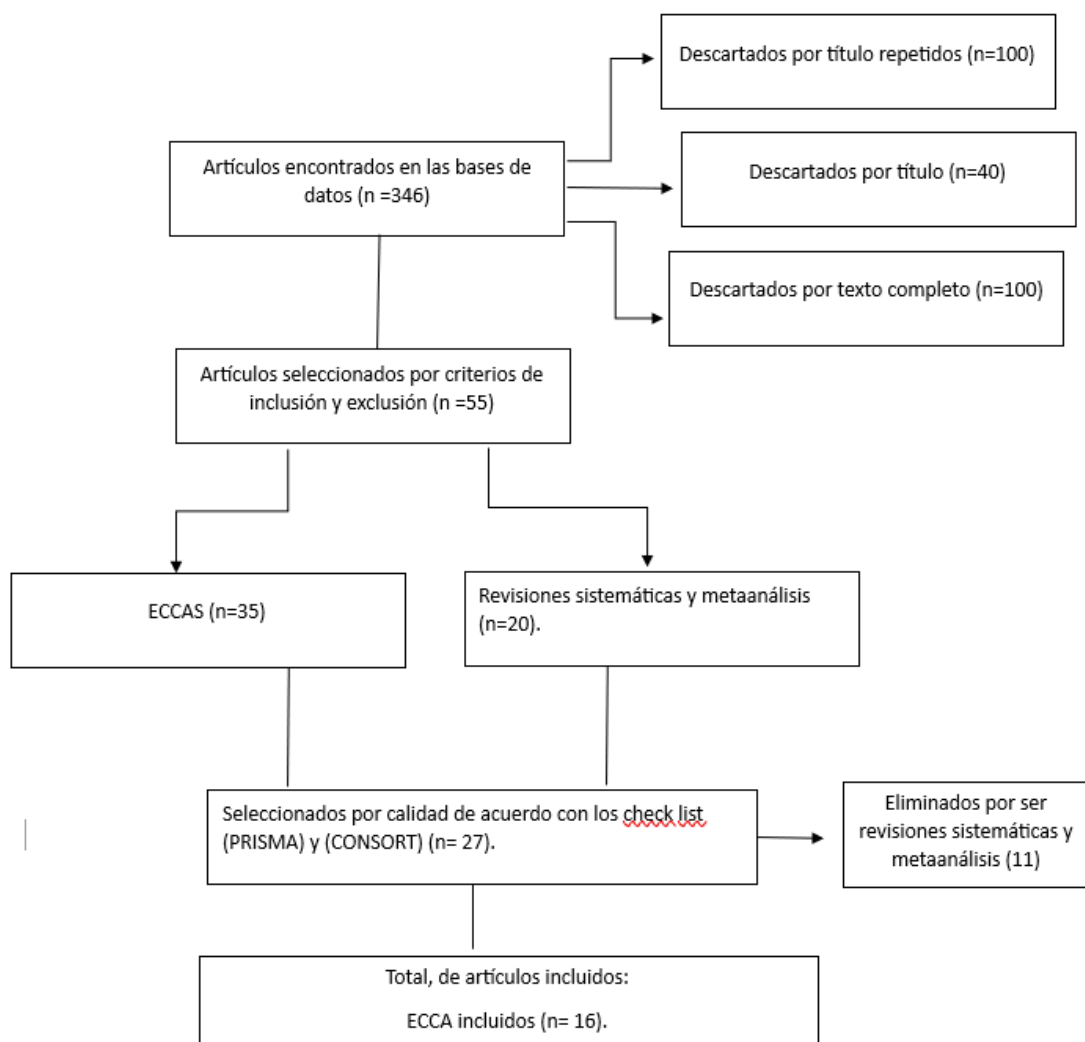 Descartados por título repetidos (n=100)
Artículos encontrados en las bases de
datos (n =346)
Descartados por título (n=40)
Descartados por texto completo (n=100)
Artículos seleccionados por criterios de
inclusión y exclusión (n =55)
ECCAS (n=35)
Revisiones sistemáticas y metaanálisis
(n=20).
Seleccionados por calidad de acuerdo con los check list
(PRISMA) y (CONSORT) (n= 27).
Eliminados por ser
revisiones sistemáticas y
metaanálisis (11)
Total, de artículos incluidos:
ECCA incluidos (n= 16).